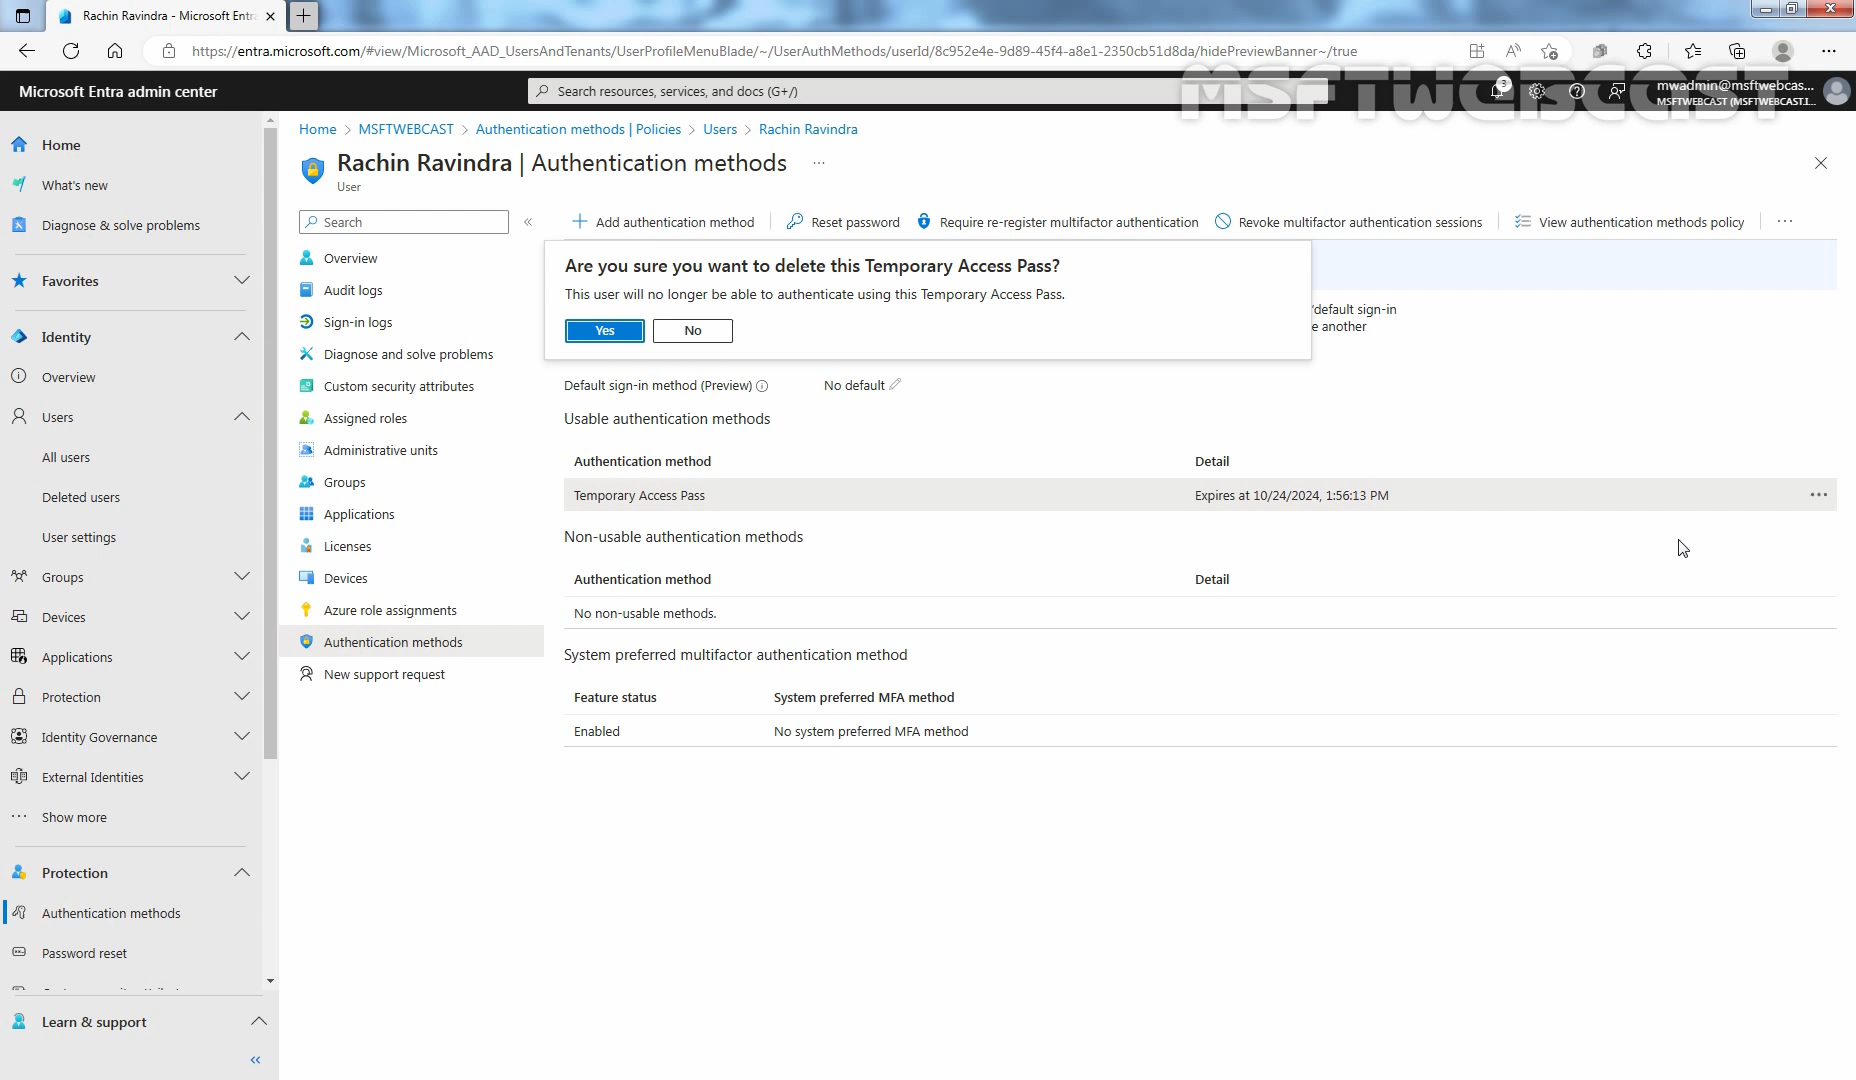 Rachin Ravindra - Microsoft Entra
https://entra.microsoft.com/#view/Microsoft_AAD_UsersAndTenants/UserProfileMenuBlade/~/UserAuthMethods/userId/8c952e4e-9d89-45f4-a8e1-2350cb51d8da/hidePreviewBanner~/true
MSFTWEBCAST
Microsoft Entra admin center
Search resources, services, and docs (G+/)
3
mwadmin@msftwebcas...
MSFTWEBCAST (MSFTWEBCAST.I...
Home
What's new
Diagnose & solve problems
Favorites
Identity
Overview
Users
All users
Deleted users
User settings
Groups
Devices
Applications
Protection
Identity Governance
External Identities
Show more
Protection
Authentication methods
Password reset
Learn & support
Home > MSFTWEBCAST > Authentication methods | Policies > Users > Rachin Ravindra
Rachin Ravindra | Authentication methods ...
User
Search
Overview
Audit logs
Sign-in logs
Diagnose and solve problems
Custom security attributes
Assigned roles
Administrative units
Groups
Applications
Licenses
Devices
Azure role assignments
Authentication methods
New support request
Add authentication method
Reset password
Require re-register multifactor authentication
Revoke multifactor authentication sessions
View authentication methods policy
Are you sure you want to delete this Temporary Access Pass?
This user will no longer be able to authenticate using this Temporary Access Pass.
Yes No
'default sign-in
e another
Default sign-in method (Preview) No default
Usable authentication methods
Authentication method Detail
Temporary Access Pass Expires at 10/24/2024, 1:56:13 PM
Non-usable authentication methods
Authentication method Detail
No non-usable methods.
System preferred multifactor authentication method
Feature status System preferred MFA method
Enabled No system preferred MFA method